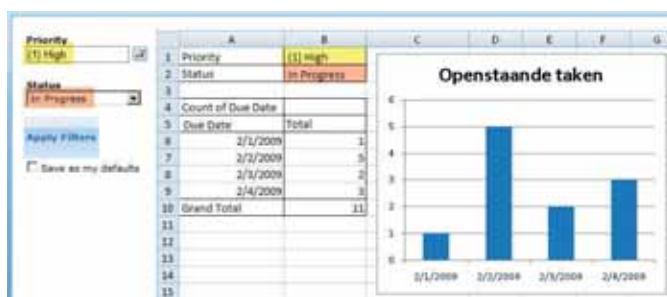 Priority
(1) High
Status
In Progress
Apply Filters
Save as my defaults
A B C D E F G
1 Priority (1) High
2 Status In Progress
3
4 Count of Due Date
5 Due Date Total
6 2/1/2009 1
7 2/2/2009 5
8 2/3/2009 2
9 2/4/2009 3
10 Grand Total 11
11
12
13
14
15
Openstaande taken
6
5
4
3
2
1
0
2/1/2009 2/2/2009 2/3/2009 2/4/2009